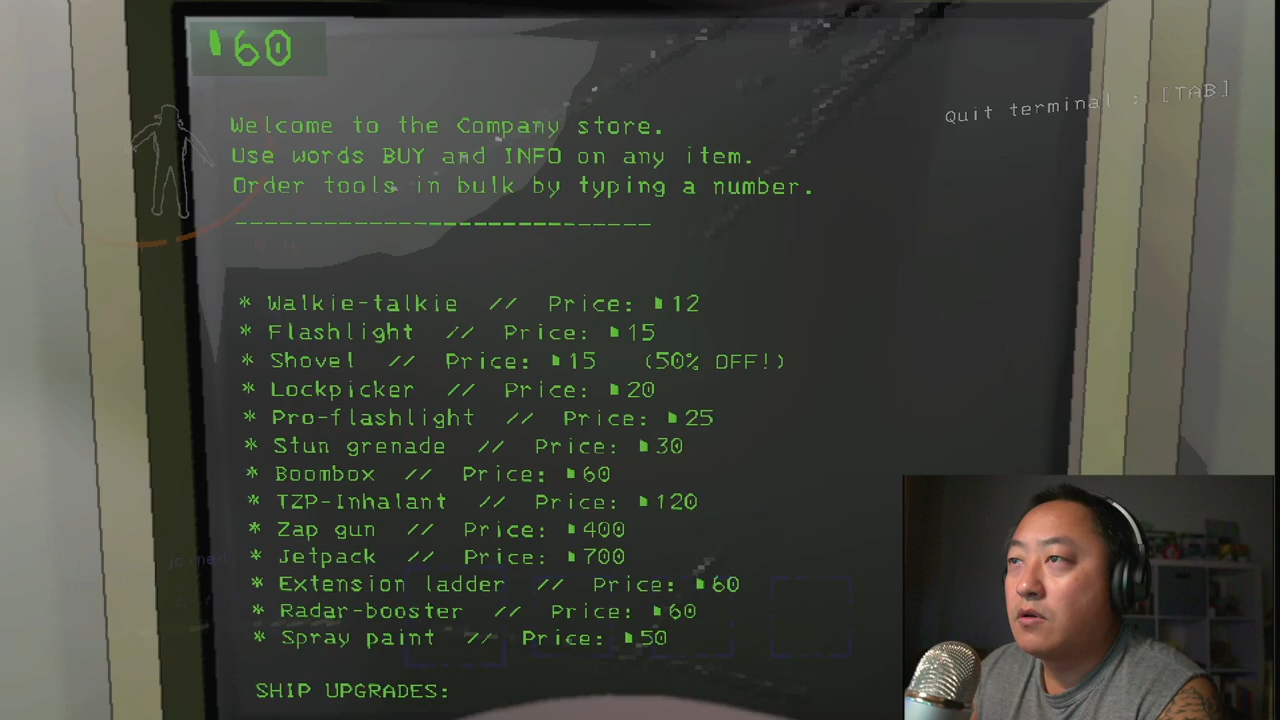 60
Quit terminal : [TAB]
Welcome to the Company store.
Use words BUY and INFO on any item.
Order tools in bulk by typing a number.
----------------------------
* Walkie-talkie // Price: ▮12
* Flashlight // Price: ▮15
* Shovel // Price: ▮15 (50% OFF!)
* Lockpicker // Price: ▮20
* Pro-flashlight // Price: ▮25
* Stun grenade // Price: ▮30
* Boombox // Price: ▮60
* TZP-Inhalant // Price: ▮120
* Zap gun // Price: ▮400
* Jetpack // Price: ▮700
* Extension ladder // Price: ▮60
* Radar-booster // Price: ▮60
* Spray paint // Price: ▮50
SHIP UPGRADES:
joined